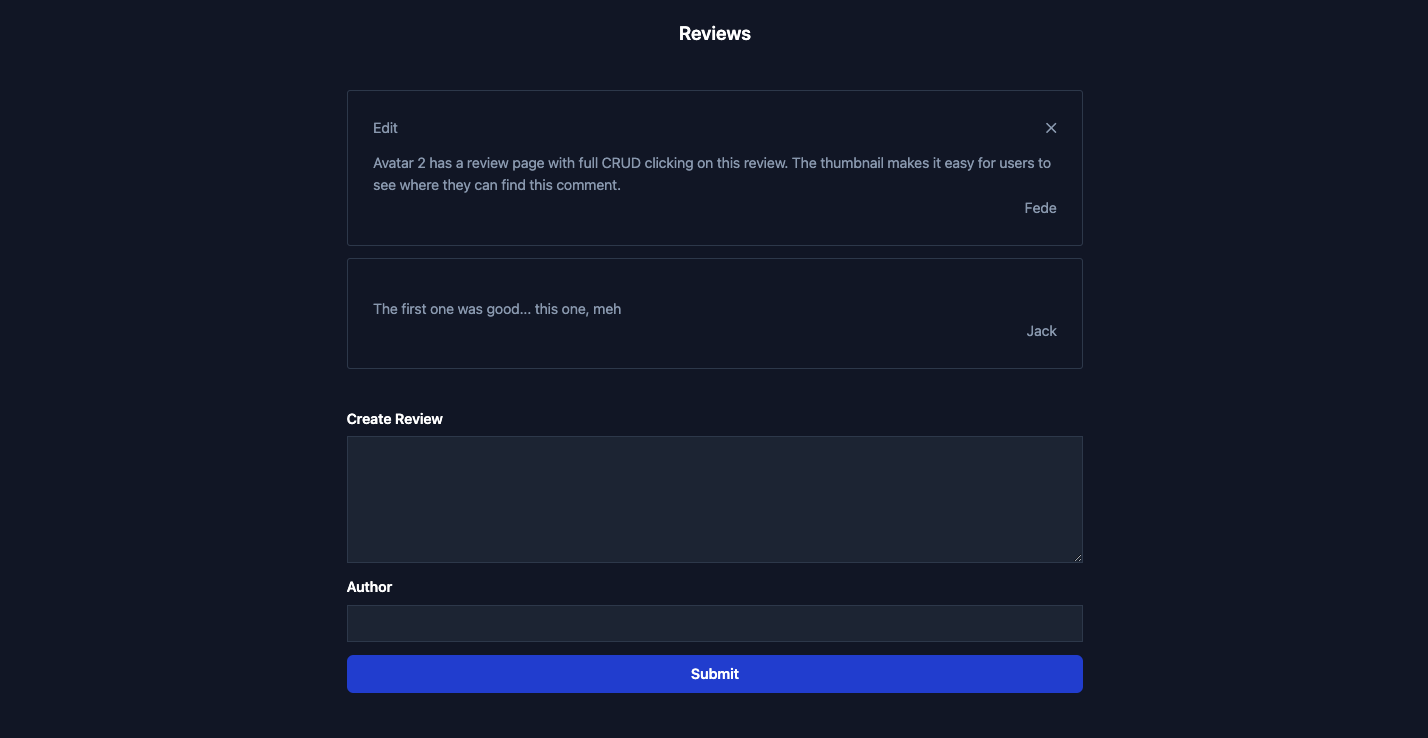 Reviews
Edit
Avatar 2 has a review page with full CRUD clicking on this review. The thumbnail makes it easy for users to
see where they can find this comment.
Fede
The first one was good... this one, meh
Jack
Create Review
Author
Submit